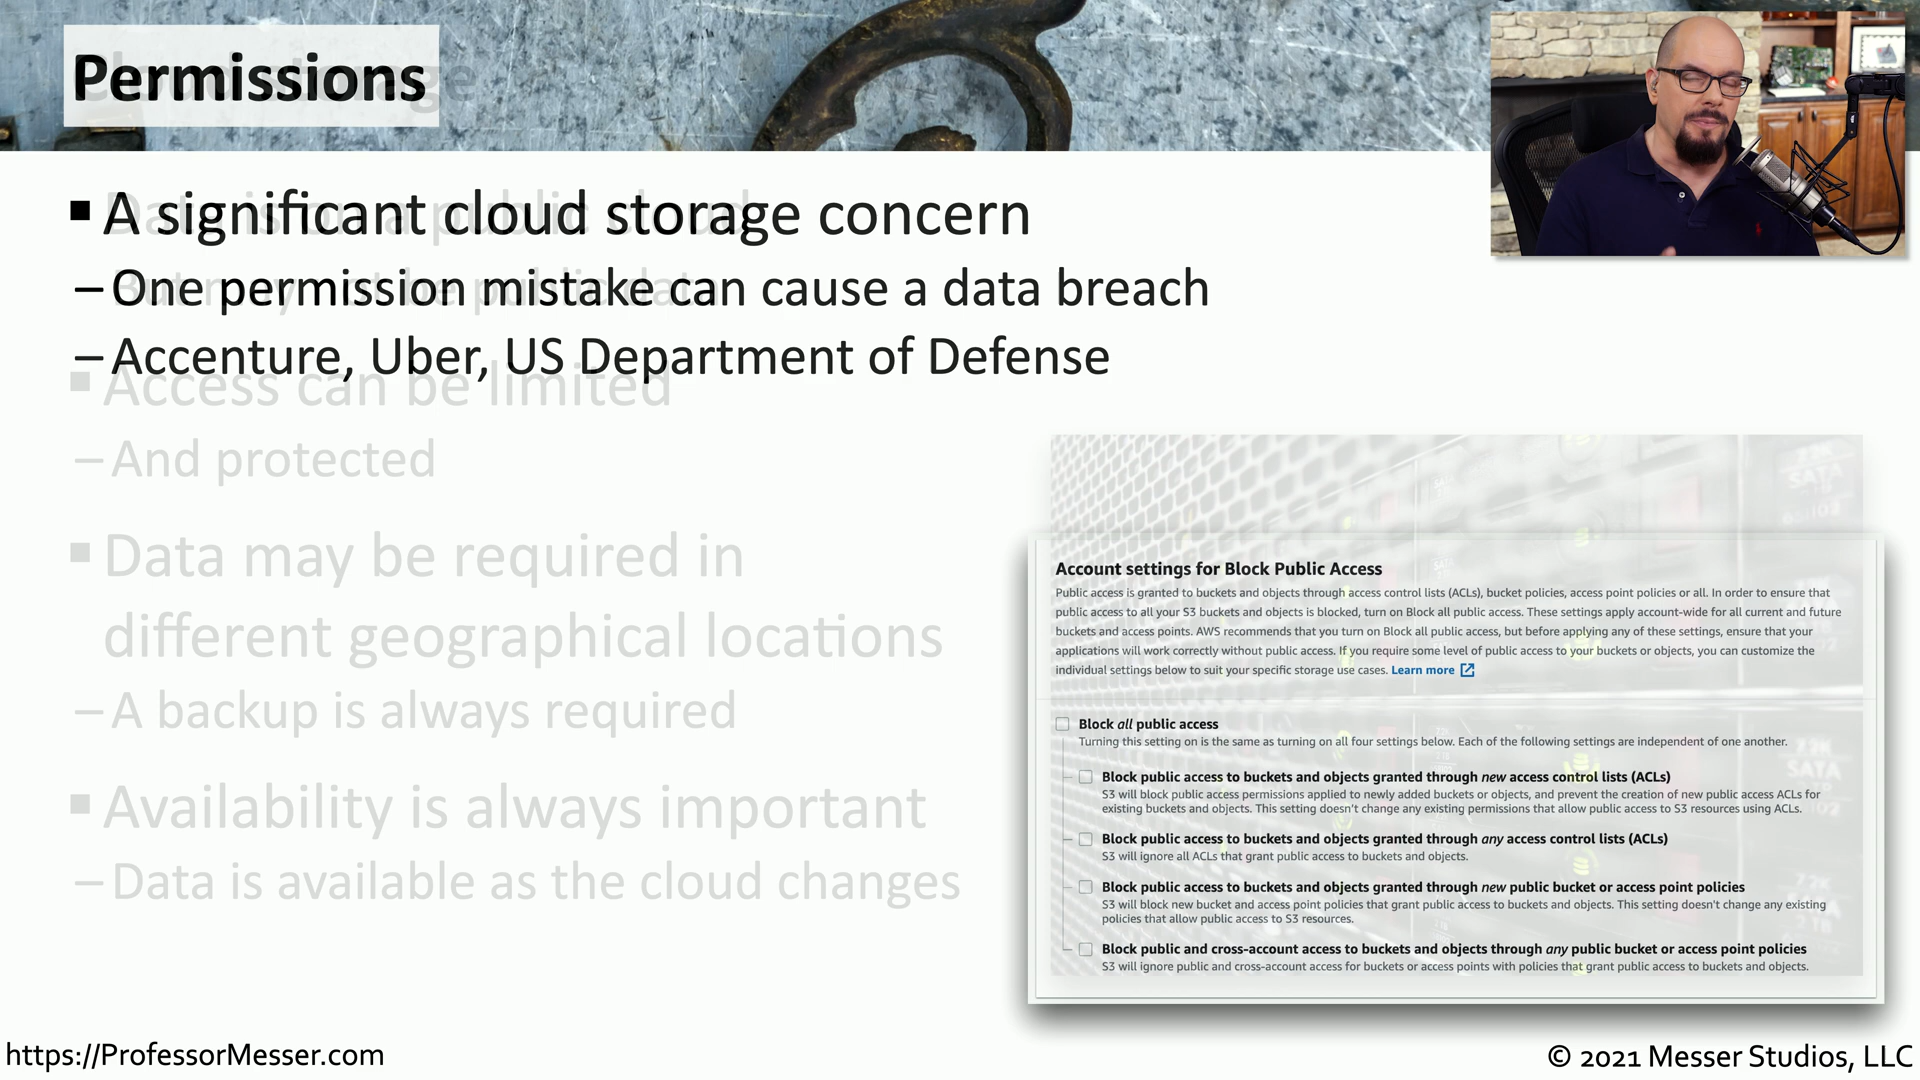 Permissions
▪ A significant cloud storage concern
– One permission mistake can cause a data breach
– Accenture, Uber, US Department of Defense
▪ Access can be limited
– And protected
▪ Data may be required in
different geographical locations
– A backup is always required
▪ Availability is always important
– Data is available as the cloud changes
Account settings for Block Public Access
Public access is granted to buckets and objects through access control lists (ACLs), bucket policies, access point policies or all. In order to ensure that
public access to all your S3 buckets and objects is blocked, turn on Block all public access. These settings apply account-wide for all current and future
buckets and access points. AWS recommends that you turn on Block all public access, but before applying any of these settings, ensure that your
applications will work correctly without public access. If you require some level of public access to your buckets or objects, you can customize the
individual settings below to suit your specific storage use cases. Learn more
Block all public access
Turning this setting on is the same as turning on all four settings below. Each of the following settings are independent of one another.
Block public access to buckets and objects granted through new access control lists (ACLs)
S3 will block public access permissions applied to newly added buckets or objects, and prevent the creation of new public access ACLs for
existing buckets and objects. This setting doesn't change any existing permissions that allow public access to S3 resources using ACLs.
Block public access to buckets and objects granted through any access control lists (ACLs)
S3 will ignore all ACLs that grant public access to buckets and objects.
Block public access to buckets and objects granted through new public bucket or access point policies
S3 will block new bucket and access point policies that grant public access to buckets and objects. This setting doesn't change any existing
policies that allow public access to S3 resources.
Block public and cross-account access to buckets and objects through any public bucket or access point policies
S3 will ignore public and cross-account access for buckets or access points with policies that grant public access to buckets and objects.
https://ProfessorMesser.com
© 2021 Messer Studios, LLC